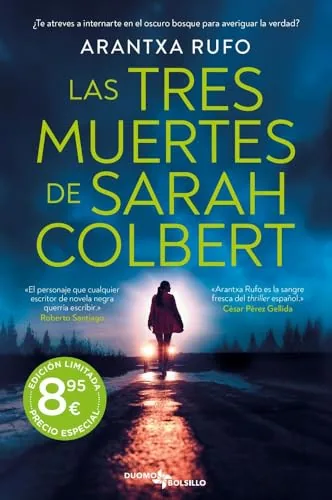 ¿Te atreves a internarte en el oscuro bosque para averiguar la verdad?
ARANTXA RUFO
LAS TRES
MUERTES
DE SARAH
COLBERT
«El personaje que cualquier
escritor de novela negra
querría escribir.»
Roberto Santiago
«Arantxa Rufo es la sangre
fresca del thriller español.»
César Pérez Gellida
EDICIÓN LIMITADA
8,95
€
PRECIO ESPECIAL
DUOMO BOLSILLO